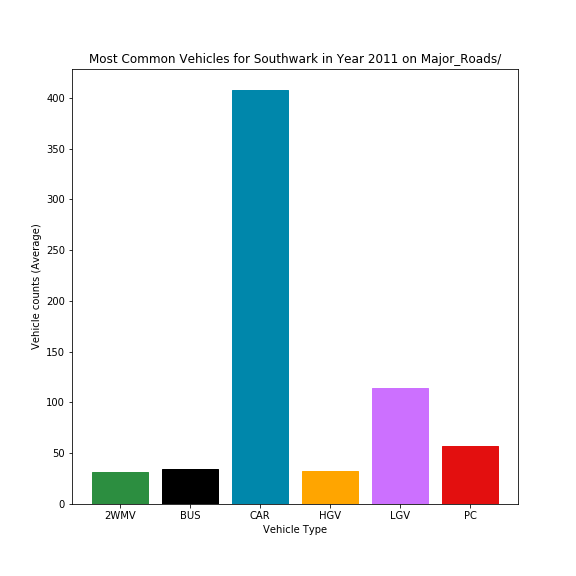 Most Common Vehicles for Southwark in Year 2011 on Major_Roads/
Vehicle counts (Average)
400
350
300
250
200
150
100
50
0
2WMV BUS CAR HGV LGV PC
Vehicle Type